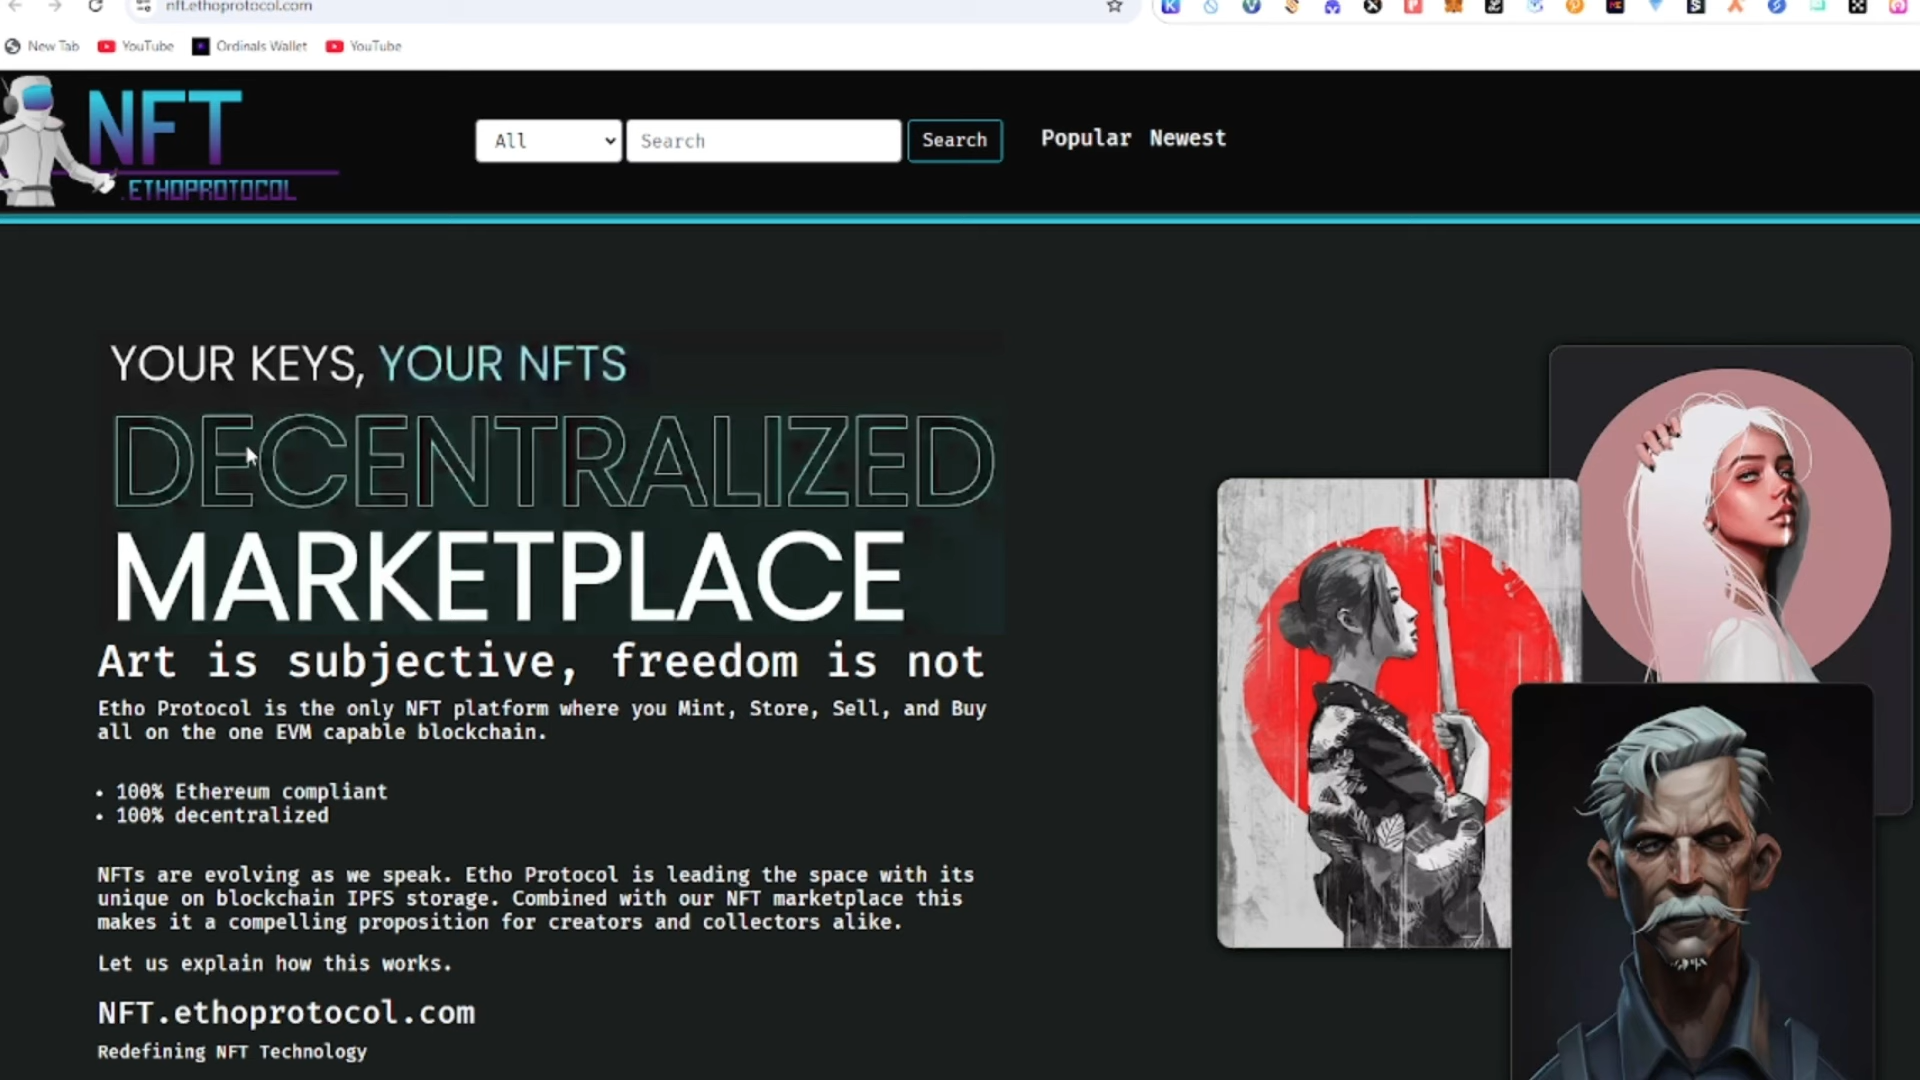 nft.ethoprotocol.com
New Tab YouTube Ordinals Wallet YouTube
NFT
.ETHOPROTOCOL
All Search Search Popular Newest
YOUR KEYS, YOUR NFTS
DECENTRALIZED
MARKETPLACE
Art is subjective, freedom is not
Etho Protocol is the only NFT platform where you Mint, Store, Sell, and Buy
all on the one EVM capable blockchain.
• 100% Ethereum compliant
• 100% decentralized
NFTs are evolving as we speak. Etho Protocol is leading the space with its
unique on blockchain IPFS storage. Combined with our NFT marketplace this
makes it a compelling proposition for creators and collectors alike.
Let us explain how this works.
NFT.ethoprotocol.com
Redefining NFT Technology